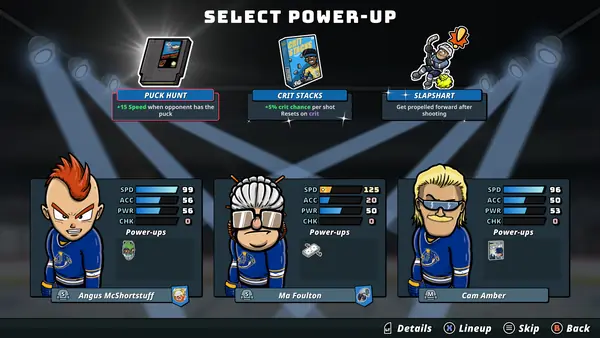 SELECT POWER-UP
CRIT STACKS
PUCK HUNT
CRIT STACKS
SLAPSHART
+15 Speed when opponent has the puck
+5% crit chance per shot
Resets on crit
Get propelled forward after shooting
SPD 99
ACC 56
PWR 56
CHK 0
Power-ups
Angus McShortstuff
SPD 125
ACC 20
PWR 50
CHK 0
Power-ups
Ma Foulton
SPD 96
ACC 50
PWR 53
CHK 0
Power-ups
Cam Amber
Details
X Lineup
Skip
B Back